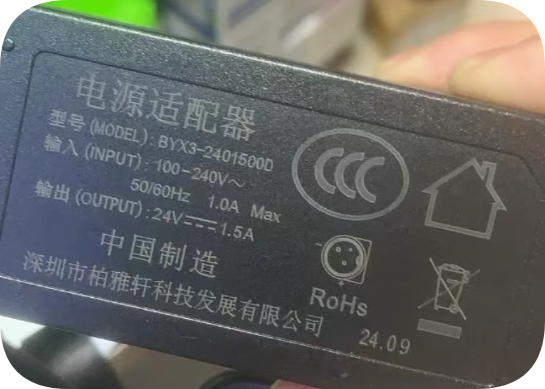 电源适配器
型号(MODEL): BYX3-2401500D
输入(INPUT): 100-240V～
50/60Hz 1.0A Max
输出(OUTPUT): 24V⎓1.5A
中国制造
深圳市柏雅轩科技发展有限公司
CCC
RoHs
24.09